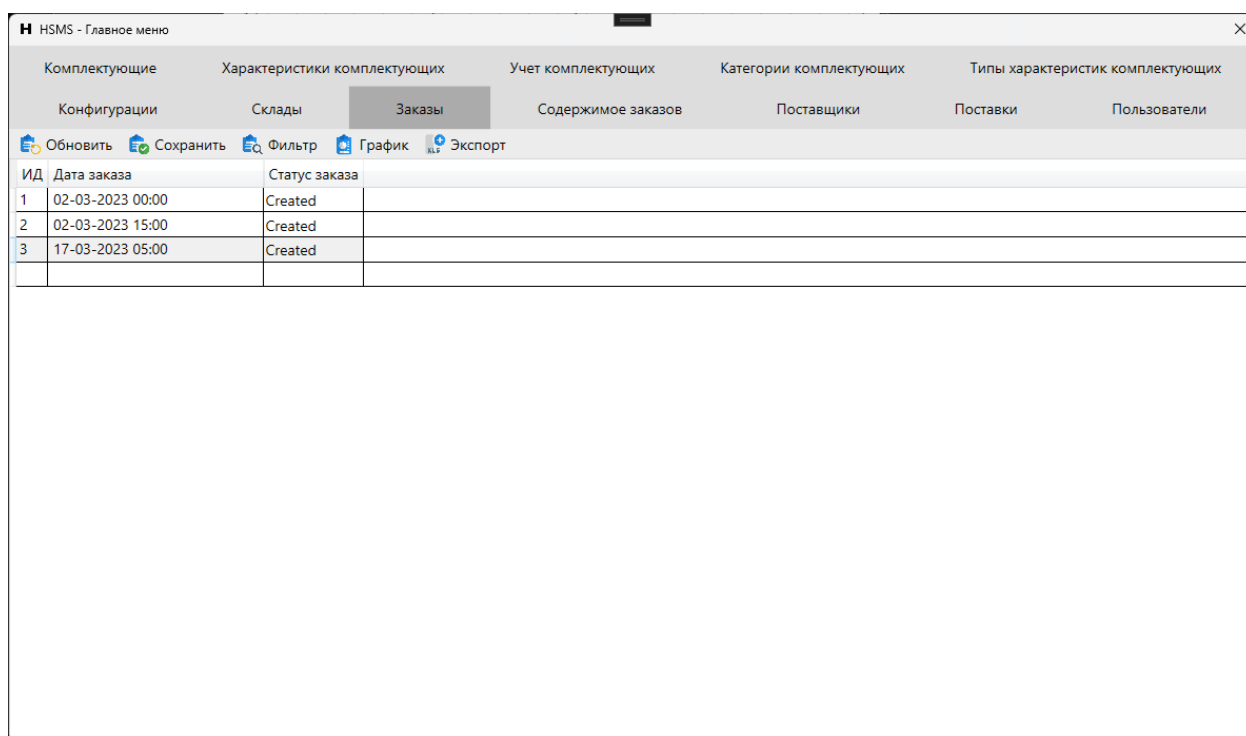 H HSMS - Главное меню
Комплектующие Характеристики комплектующих Учет комплектующих Категории комплектующих Типы характеристик комплектующих
Конфигурации Склады Заказы Содержимое заказов Поставщики Поставки Пользователи
Обновить Сохранить Фильтр График XLF Экспорт
ИД Дата заказа Статус заказа
1 02-03-2023 00:00 Created
2 02-03-2023 15:00 Created
3 17-03-2023 05:00 Created